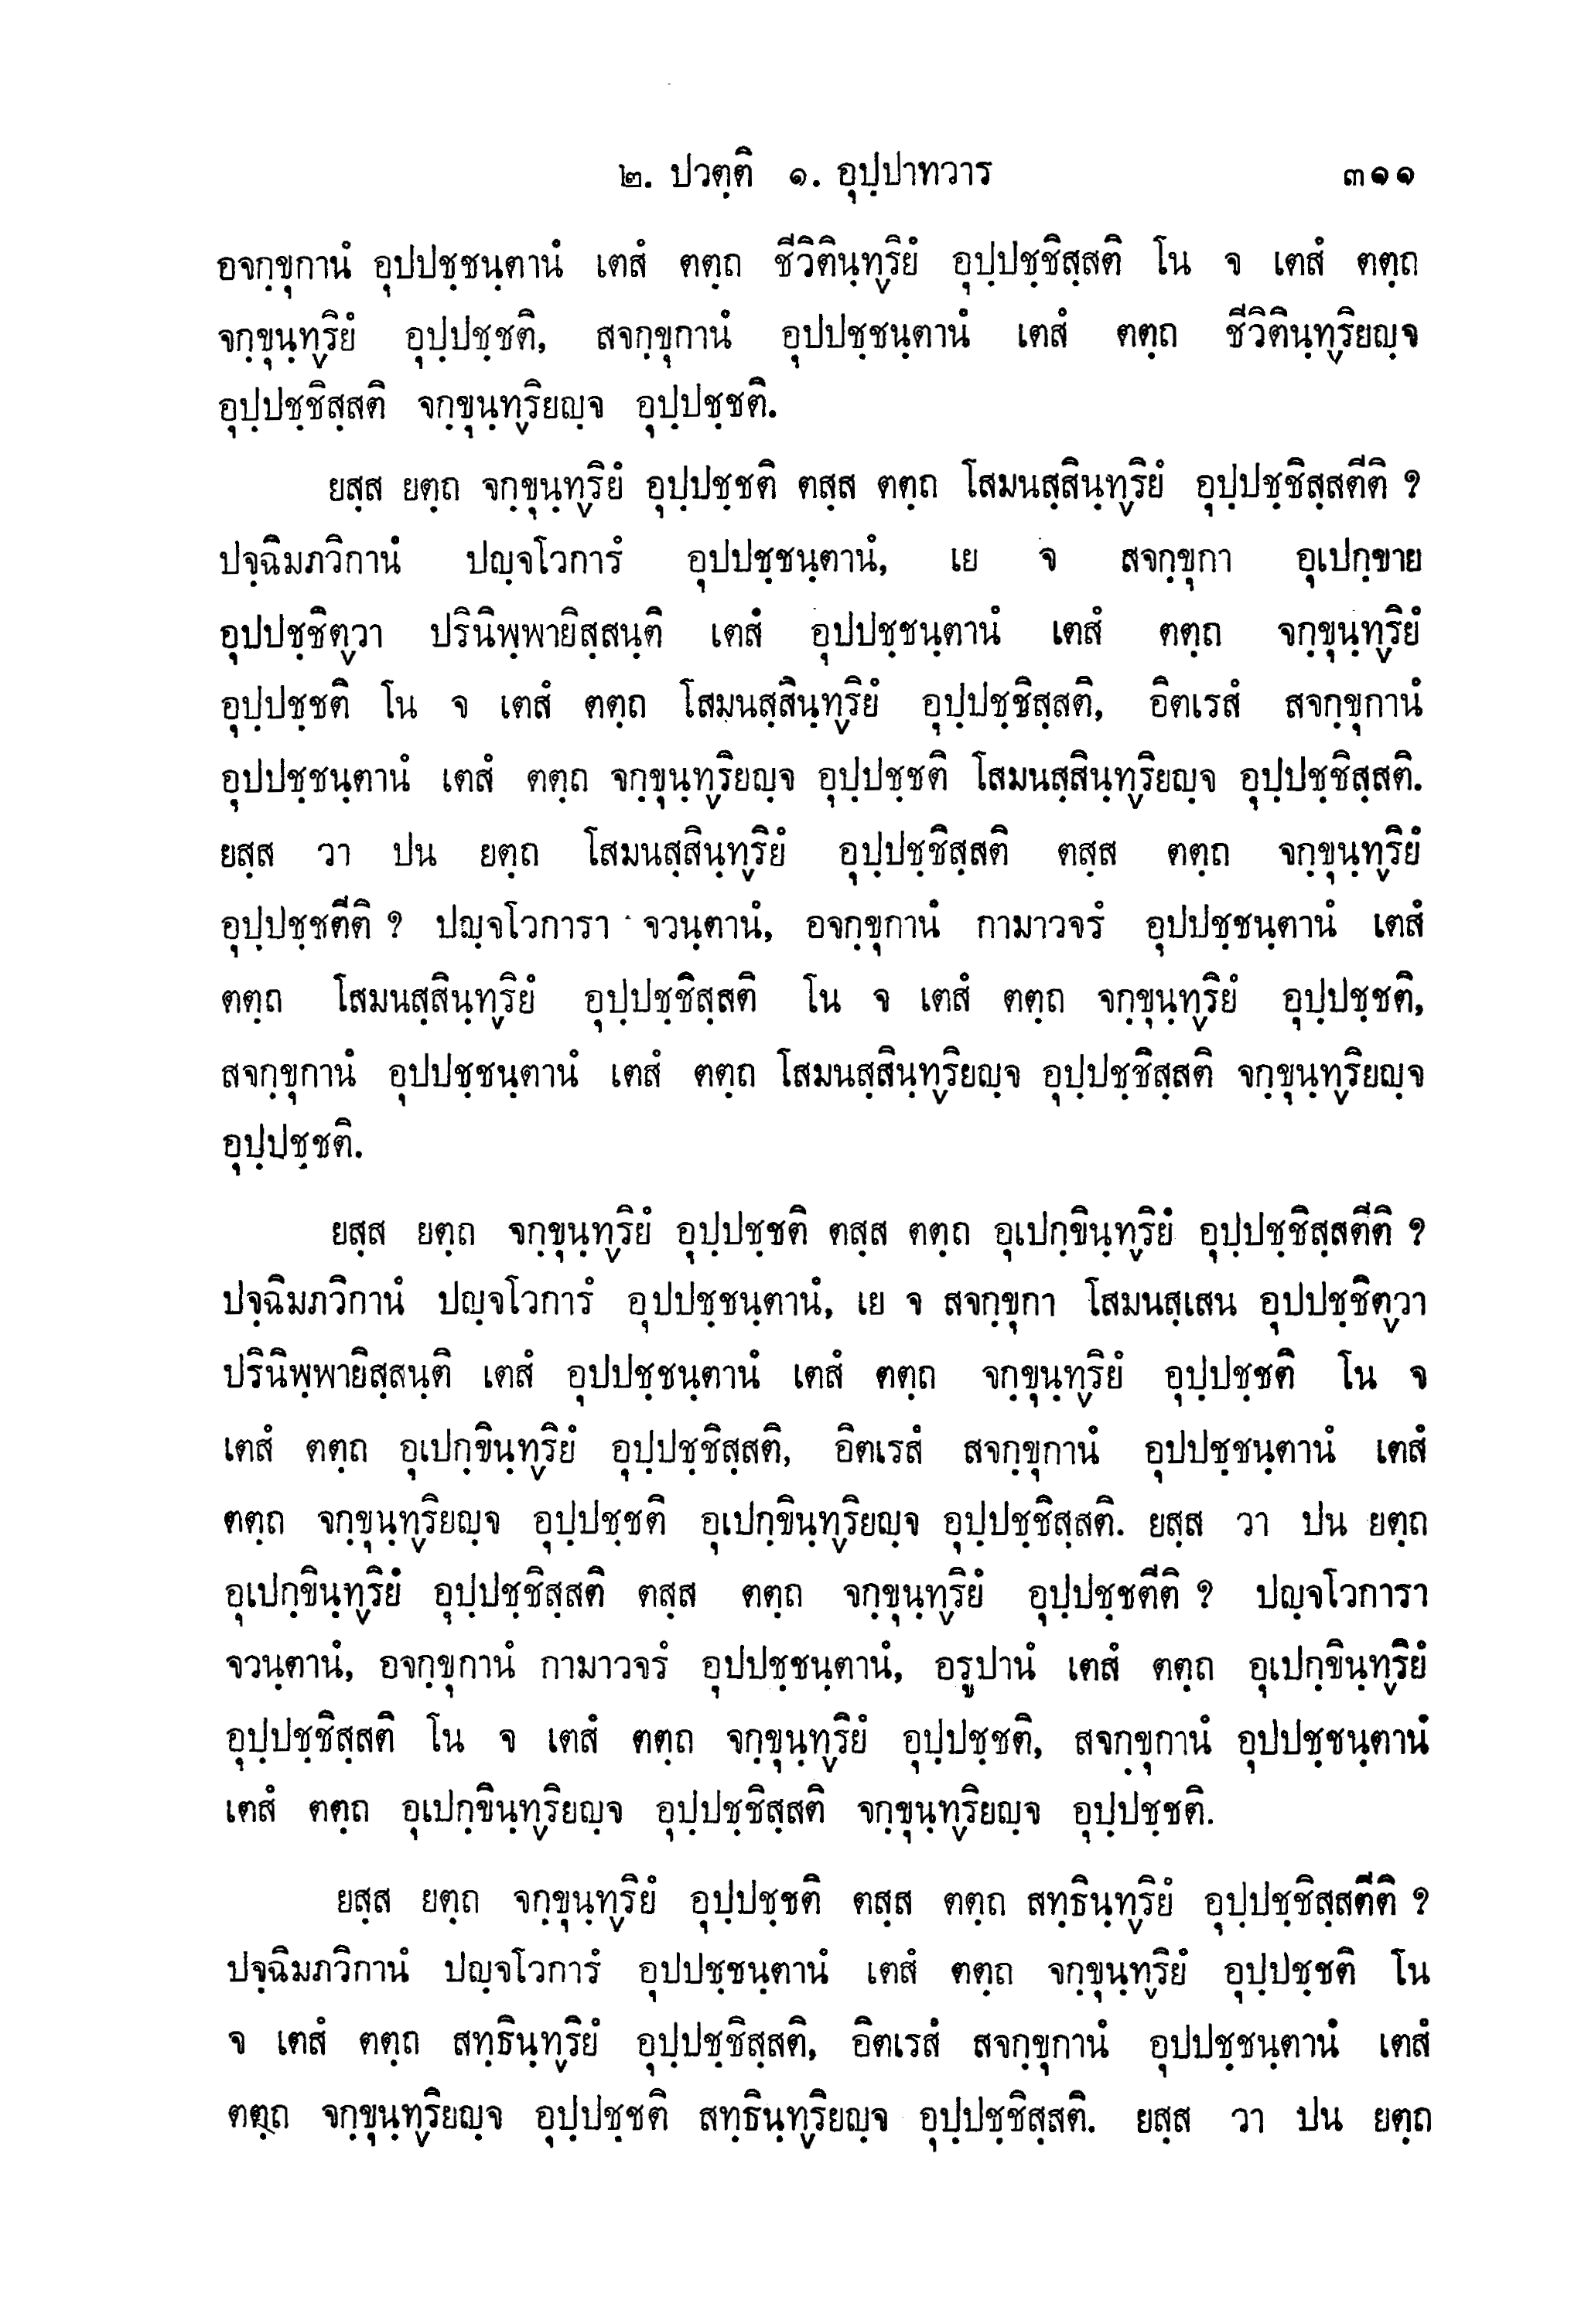 ๒. ปวตฺติ ๑. อุปฺปาทวาร ๓๑๑
อจกฺขุกานํ อุปปชฺชนฺตานํ เตสํ ตตฺถ ชีวิตินฺทฺริยํ อุปฺปชฺชิสฺสติ โน จ เตสํ ตตฺถ
จกฺขุนฺทฺริยํ อุปฺปชฺชติ, สจกฺขุกานํ อุปปชฺชนฺตานํ เตสํ ตตฺถ ชีวิตินฺทฺริยญฺจ
อุปฺปชฺชิสฺสติ จกฺขุนฺทฺริยญฺจ อุปฺปชฺชติ.
ยสฺส ยตฺถ จกฺขุนฺทฺริยํ อุปฺปชฺชติ ตสฺส ตตฺถ โสมนสฺสินฺทฺริยํ อุปฺปชฺชิสฺสตีติ ?
ปจฺฉิมภวิกานํ ปญฺจโวการํ อุปปชฺชนฺตานํ, เย จ สจกฺขุกา อุเปกฺขาย
อุปปชฺชิตฺวา ปรินิพฺพายิสฺสนฺติ เตสํ อุปปชฺชนฺตานํ เตสํ ตตฺถ จกฺขุนฺทฺริยํ
อุปฺปชฺชติ โน จ เตสํ ตตฺถ โสมนสฺสินฺทฺริยํ อุปฺปชฺชิสฺสติ, อิตเรสํ สจกฺขุกานํ
อุปปชฺชนฺตานํ เตสํ ตตฺถ จกฺขุนฺทฺริยญฺจ อุปฺปชฺชติ โสมนสฺสินฺทฺริยญฺจ อุปฺปชฺชิสฺสติ.
ยสฺส วา ปน ยตฺถ โสมนสฺสินฺทฺริยํ อุปฺปชฺชิสฺสติ ตสฺส ตตฺถ จกฺขุนฺทฺริยํ
อุปฺปชฺชตีติ ? ปญฺจโวการา จวนฺตานํ, อจกฺขุกานํ กามาวจรํ อุปปชฺชนฺตานํ เตสํ
ตตฺถ โสมนสฺสินฺทฺริยํ อุปฺปชฺชิสฺสติ โน จ เตสํ ตตฺถ จกฺขุนฺทฺริยํ อุปฺปชฺชติ,
สจกฺขุกานํ อุปปชฺชนฺตานํ เตสํ ตตฺถ โสมนสฺสินฺทฺริยญฺจ อุปฺปชฺชิสฺสติ จกฺขุนฺทฺริยญฺจ
อุปฺปชฺชติ.
ยสฺส ยตฺถ จกฺขุนฺทฺริยํ อุปฺปชฺชติ ตสฺส ตตฺถ อุเปกฺขินฺทฺริยํ อุปฺปชฺชิสฺสตีติ ?
ปจฺฉิมภวิกานํ ปญฺจโวการํ อุปปชฺชนฺตานํ, เย จ สจกฺขุกา โสมนสฺเสน อุปปชฺชิตฺวา
ปรินิพฺพายิสฺสนฺติ เตสํ อุปปชฺชนฺตานํ เตสํ ตตฺถ จกฺขุนฺทฺริยํ อุปฺปชฺชติ โน จ
เตสํ ตตฺถ อุเปกฺขินฺทฺริยํ อุปฺปชฺชิสฺสติ, อิตเรสํ สจกฺขุกานํ อุปปชฺชนฺตานํ เตสํ
ตตฺถ จกฺขุนฺทฺริยญฺจ อุปฺปชฺชติ อุเปกฺขินฺทฺริยญฺจ อุปฺปชฺชิสฺสติ. ยสฺส วา ปน ยตฺถ
อุเปกฺขินฺทฺริยํ อุปฺปชฺชิสฺสติ ตสฺส ตตฺถ จกฺขุนฺทฺริยํ อุปฺปชฺชตีติ ? ปญฺจโวการา
จวนฺตานํ, อจกฺขุกานํ กามาวจรํ อุปปชฺชนฺตานํ, อรูปานํ เตสํ ตตฺถ อุเปกฺขินฺทฺริยํ
อุปฺปชฺชิสฺสติ โน จ เตสํ ตตฺถ จกฺขุนฺทฺริยํ อุปฺปชฺชติ, สจกฺขุกานํ อุปปชฺชนฺตานํ
เตสํ ตตฺถ อุเปกฺขินฺทฺริยญฺจ อุปฺปชฺชิสฺสติ จกฺขุนฺทฺริยญฺจ อุปฺปชฺชติ.
ยสฺส ยตฺถ จกฺขุนฺทฺริยํ อุปฺปชฺชติ ตสฺส ตตฺถ สทฺธินฺทฺริยํ อุปฺปชฺชิสฺสตีติ ?
ปจฺฉิมภวิกานํ ปญฺจโวการํ อุปปชฺชนฺตานํ เตสํ ตตฺถ จกฺขุนฺทฺริยํ อุปฺปชฺชติ โน
จ เตสํ ตตฺถ สทฺธินฺทฺริยํ อุปฺปชฺชิสฺสติ, อิตเรสํ สจกฺขุกานํ อุปปชฺชนฺตานํ เตสํ
ตตฺถ จกฺขุนฺทฺริยญฺจ อุปฺปชฺชติ สทฺธินฺทฺริยญฺจ อุปฺปชฺชิสฺสติ. ยสฺส วา ปน ยตฺถ